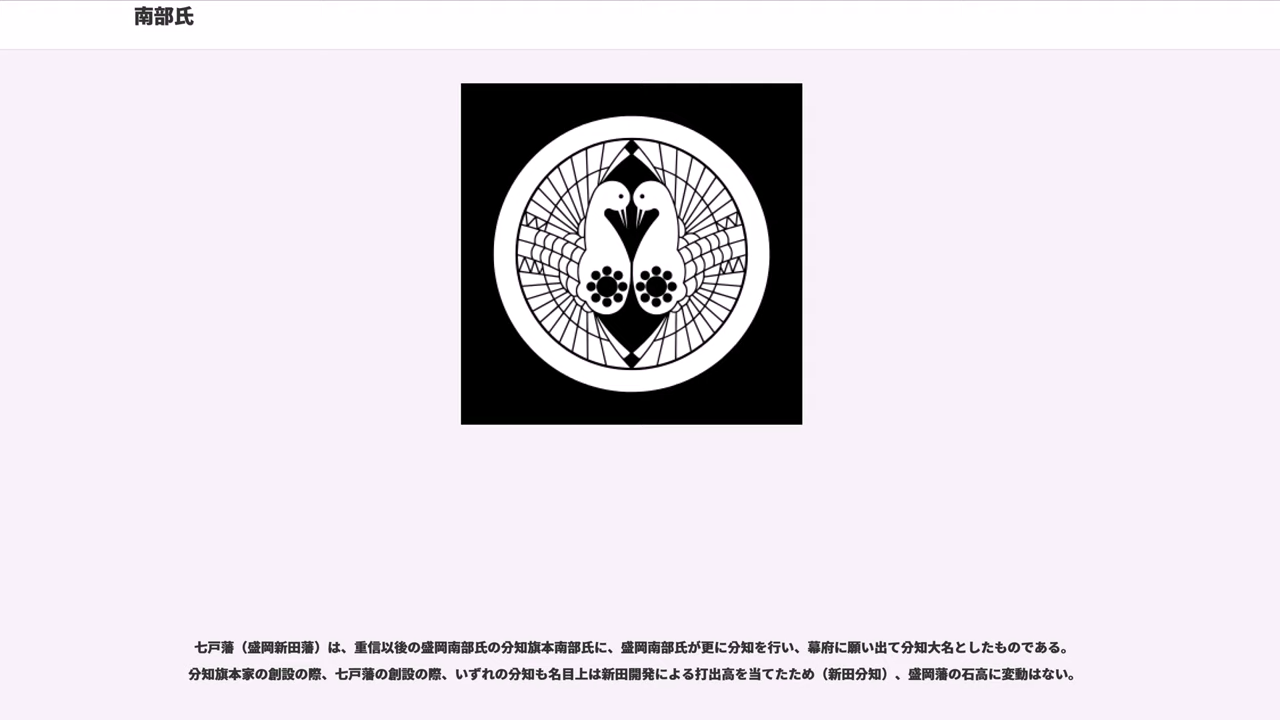 南部氏
七戸藩（盛岡新田藩）は、重信以後の盛岡南部氏の分知旗本南部氏に、盛岡南部氏が更に分知を行い、幕府に願い出て分知大名としたものである。
分知旗本家の創設の際、七戸藩の創設の際、いずれの分知も名目上は新田開発による打出高を当てたため（新田分知）、盛岡藩の石高に変動はない。